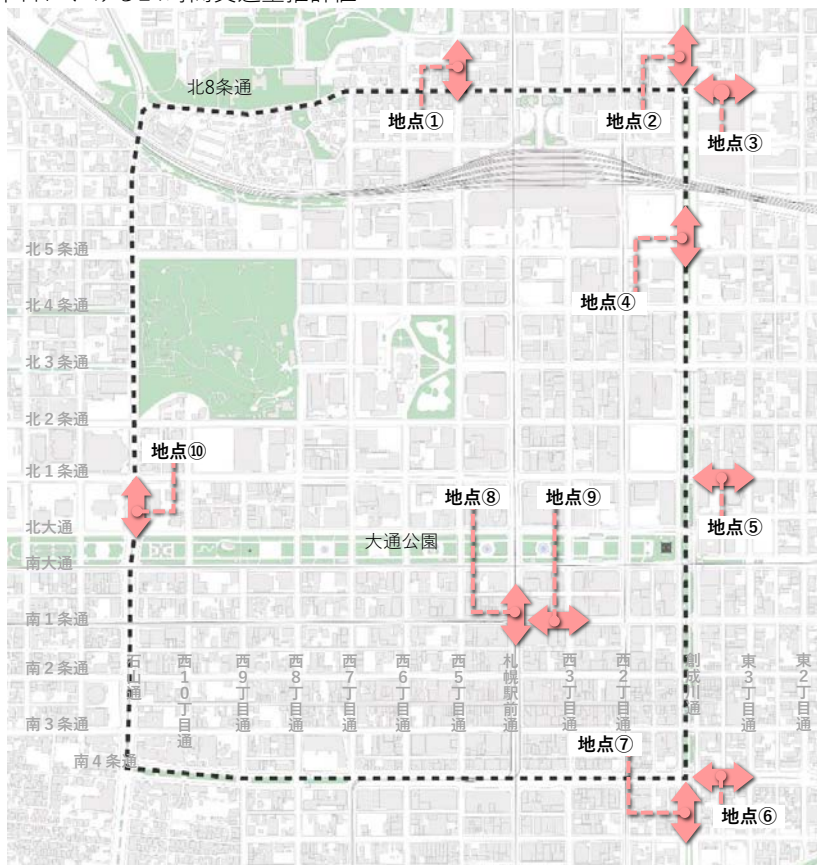 北8条通
地点①
地点②
地点③
北5条通
地点④
北4条通
北3条通
北2条通
地点⑩
北1条通
地点⑧
地点⑨
北大通
地点⑤
大通公園
南大通
南1条通
南2条通
石山通
西10丁目通
西9丁目通
西8丁目通
西7丁目通
西6丁目通
西5丁目通
札幌駅前通
西3丁目通
西2丁目通
創成川通
東3丁目通
東2丁目通
南3条通
地点⑦
南4条通
地点⑥